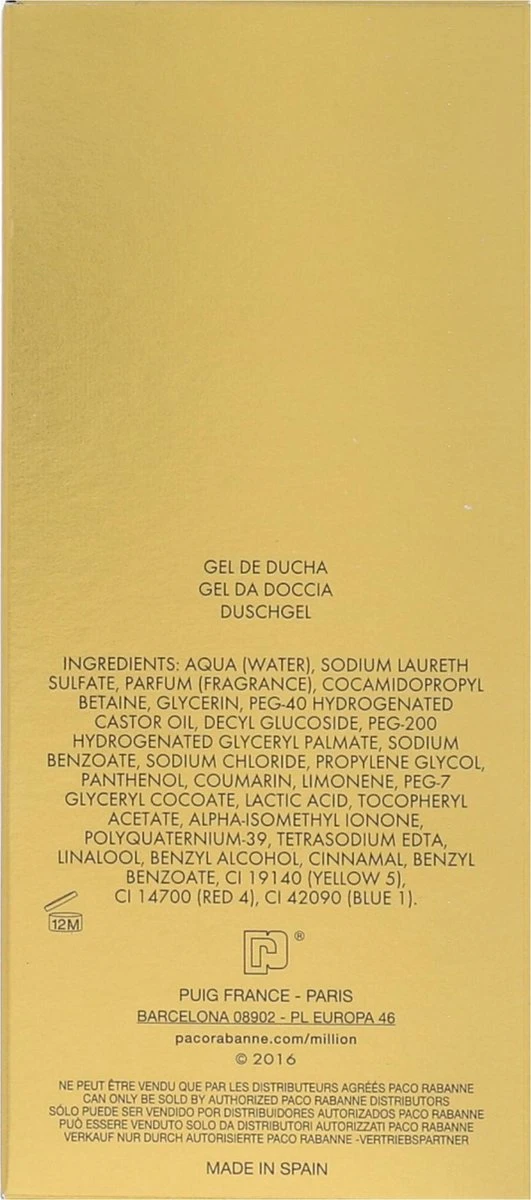 GEL DE DUCHA
GEL DA DOCCIA
DUSCHGEL
INGREDIENTS: AQUA (WATER), SODIUM LAURETH
SULFATE, PARFUM (FRAGRANCE), COCAMIDOPROPYL
BETAINE, GLYCERIN, PEG-40 HYDROGENATED
CASTOR OIL, DECYL GLUCOSIDE, PEG-200
HYDROGENATED GLYCERYL PALMATE, SODIUM
BENZOATE, SODIUM CHLORIDE, PROPYLENE GLYCOL,
PANTHENOL, COUMARIN, LIMONENE, PEG-7
GLYCERYL COCOATE, LACTIC ACID, TOCOPHERYL
ACETATE, ALPHA-ISOMETHYL IONONE,
POLYQUATERNIUM-39, TETRASODIUM EDTA,
LINALOOL, BENZYL ALCOHOL, CINNAMAL, BENZYL
BENZOATE, CI 19140 (YELLOW 5),
CI 14700 (RED 4), CI 42090 (BLUE 1).
12M
®
PUIG FRANCE - PARIS
BARCELONA 08902 - PL EUROPA 46
pacorabanne.com/million
© 2016
NE PEUT ÊTRE VENDU QUE PAR LES DISTRIBUTEURS AGRÉÉS PACO RABANNE
CAN ONLY BE SOLD BY AUTHORIZED PACO RABANNE DISTRIBUTORS
SÓLO PUEDE SER VENDIDO POR DISTRIBUIDORES AUTORIZADOS PACO RABANNE
PUÒ ESSERE VENDUTO SOLO DA DISTRIBUTORI AUTORIZZATI PACO RABANNE
VERKAUF NUR DURCH AUTORISIERTE PACO RABANNE -VERTRIEBSPARTNER
MADE IN SPAIN